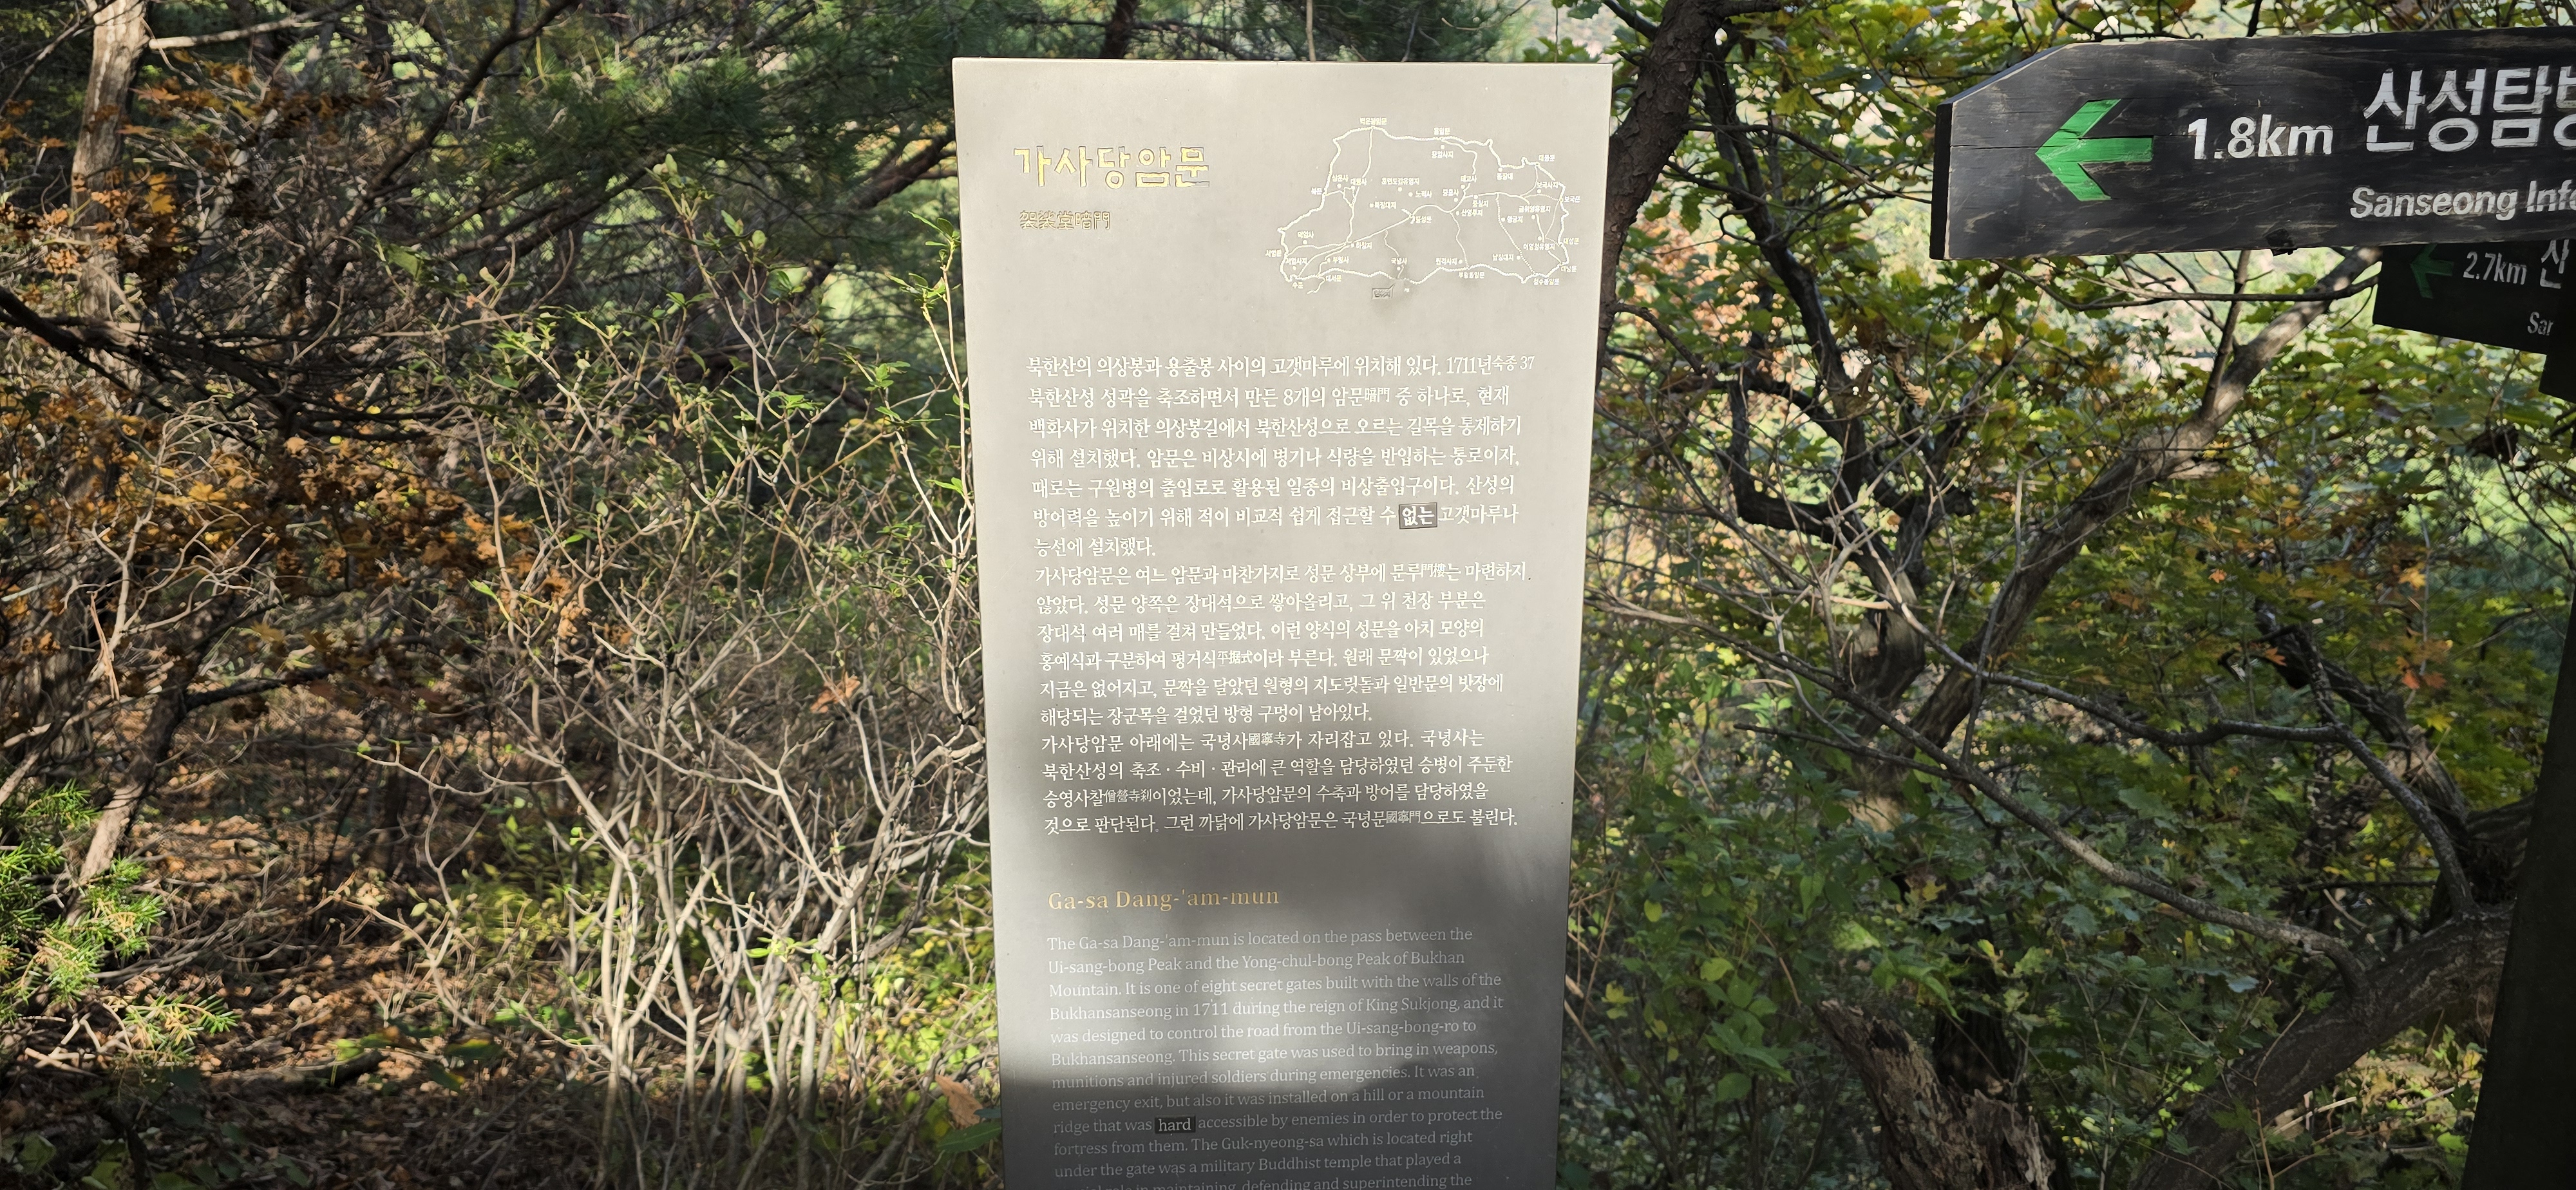 가사당암문
袈裟堂暗門
북한산의 의상봉과 용출봉 사이의 고갯마루에 위치해 있다. 1711년숙종 37
북한산성 성곽을 축조하면서 만든 8개의 암문暗門 중 하나로, 현재
백화사가 위치한 의상봉길에서 북한산성으로 오르는 길목을 통제하기
위해 설치했다. 암문은 비상시에 병기나 식량을 반입하는 통로이자,
때로는 구원병의 출입로로 활용된 일종의 비상출입구이다. 산성의
방어력을 높이기 위해 적이 비교적 쉽게 접근할 수 없는 고갯마루나
능선에 설치했다.
가사당암문은 여느 암문과 마찬가지로 성문 상부에 문루門樓는 마련하지
않았다. 성문 양쪽은 장대석으로 쌓아올리고, 그 위 천장 부분은
장대석 여러 매를 걸쳐 만들었다. 이런 양식의 성문을 아치 모양의
홍예식과 구분하여 평거식平据式이라 부른다. 원래 문짝이 있었으나
지금은 없어지고, 문짝을 달았던 원형의 지도릿돌과 일반문의 빗장에
해당되는 장군목을 걸었던 방형 구멍이 남아있다.
가사당암문 아래에는 국녕사國寧寺가 자리잡고 있다. 국녕사는
북한산성의 축조 · 수비 · 관리에 큰 역할을 담당하였던 승병이 주둔한
승영사찰僧營寺刹이었는데, 가사당암문의 수축과 방어를 담당하였을
것으로 판단된다. 그런 까닭에 가사당암문은 국녕문國寧門으로도 불린다.
Ga-sa Dang-'am-mun
The Ga-sa Dang-'am-mun is located on the pass between the
Ui-sang-bong Peak and the Yong-chul-bong Peak of Bukhan
Mountain. It is one of eight secret gates built with the walls of the
Bukhansanseong in 1711 during the reign of King Sukjong, and it
was designed to control the road from the Ui-sang-bong-ro to
Bukhansanseong. This secret gate was used to bring in weapons,
munitions and injured soldiers during emergencies. It was an
emergency exit, but also it was installed on a hill or a mountain
ridge that was hard accessible by enemies in order to protect the
fortress from them. The Guk-nyeong-sa which is located right
under the gate was a military Buddhist temple that played a
in maintaining, defending and superintending the
1.8km 산성탐방
Sanseong Info
2.7km 산